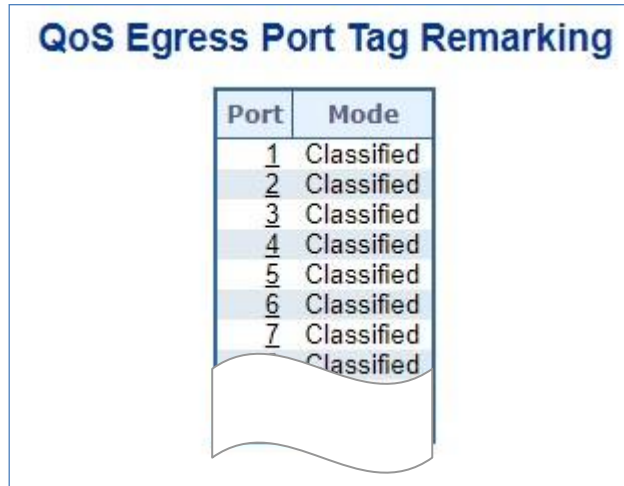 QoS Egress Port Tag Remarking
Port Mode
1 Classified
2 Classified
3 Classified
4 Classified
5 Classified
6 Classified
7 Classified
Classified